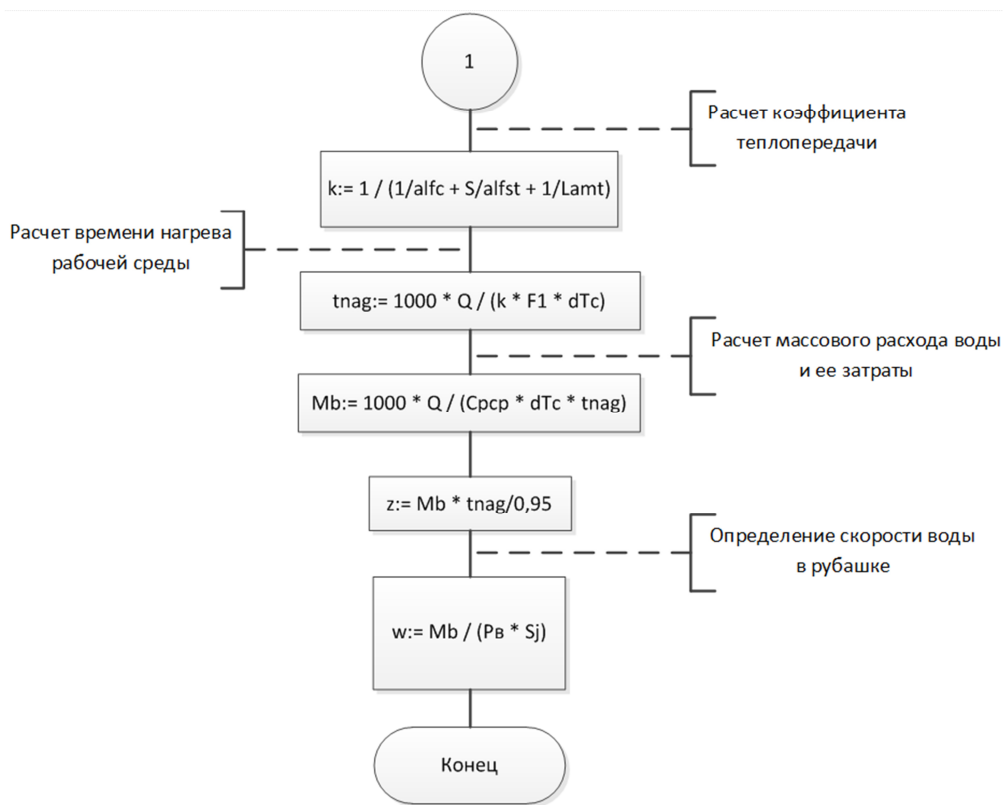 1
Расчет коэффициента
теплопередачи
k:= 1 / (1/alfc + S/alfst + 1/Lamt)
Расчет времени нагрева
рабочей среды
tnag:= 1000 * Q / (k * F1 * dTc)
Расчет массового расхода воды
и ее затраты
Mb:= 1000 * Q / (Cpcp * dTc * tnag)
z:= Mb * tnag/0,95
Определение скорости воды
в рубашке
w:= Mb / (Рв * Sj)
Конец